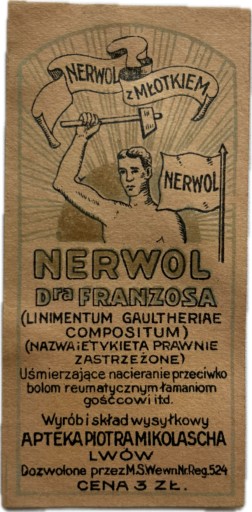 NERWOL
Z MŁOTKIEM
NERWOL
NERWOL
Dra FRANZOSA
(LINIMENTUM GAULTHERIAE
COMPOSITUM)
(NAZWA i ETYKIETA PRAWNIE
ZASTRZEŻONE)
Uśmierzające nacieranie przeciwko
bolom reumatycznym łamaniom
gośćcowi itd.
Wyrób i skład wysyłkowy
APTEKA PIOTRA MIKOLASCHA
LWÓW
Dozwolone przez M.S.Wewn.Nr.Reg.524
CENA 3 ZŁ.